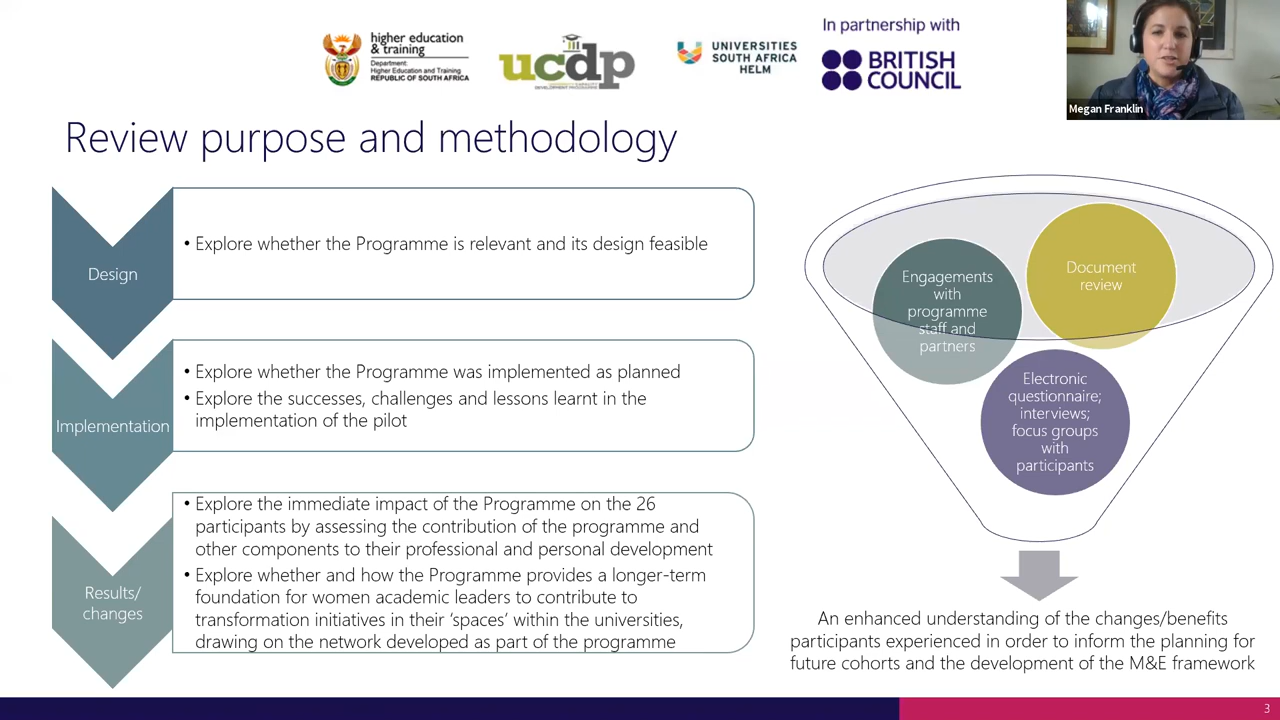 higher education
& training
Department:
Higher Education and Training
REPUBLIC OF SOUTH AFRICA
ucdp
UNIVERSITY CAPACITY
DEVELOPMENT PROGRAMME
UNIVERSITIES
SOUTH AFRICA
HELM
In partnership with
BRITISH
COUNCIL
Megan Franklin
Review purpose and methodology
Design
• Explore whether the Programme is relevant and its design feasible
Implementation
• Explore whether the Programme was implemented as planned
• Explore the successes, challenges and lessons learnt in the
implementation of the pilot
Results/
changes
• Explore the immediate impact of the Programme on the 26
participants by assessing the contribution of the programme and
other components to their professional and personal development
• Explore whether and how the Programme provides a longer-term
foundation for women academic leaders to contribute to
transformation initiatives in their ‘spaces’ within the universities,
drawing on the network developed as part of the programme
Engagements
with
programme
staff and
partners
Document
review
Electronic
questionnaire;
interviews;
focus groups
with
participants
An enhanced understanding of the changes/benefits
participants experienced in order to inform the planning for
future cohorts and the development of the M&E framework
3